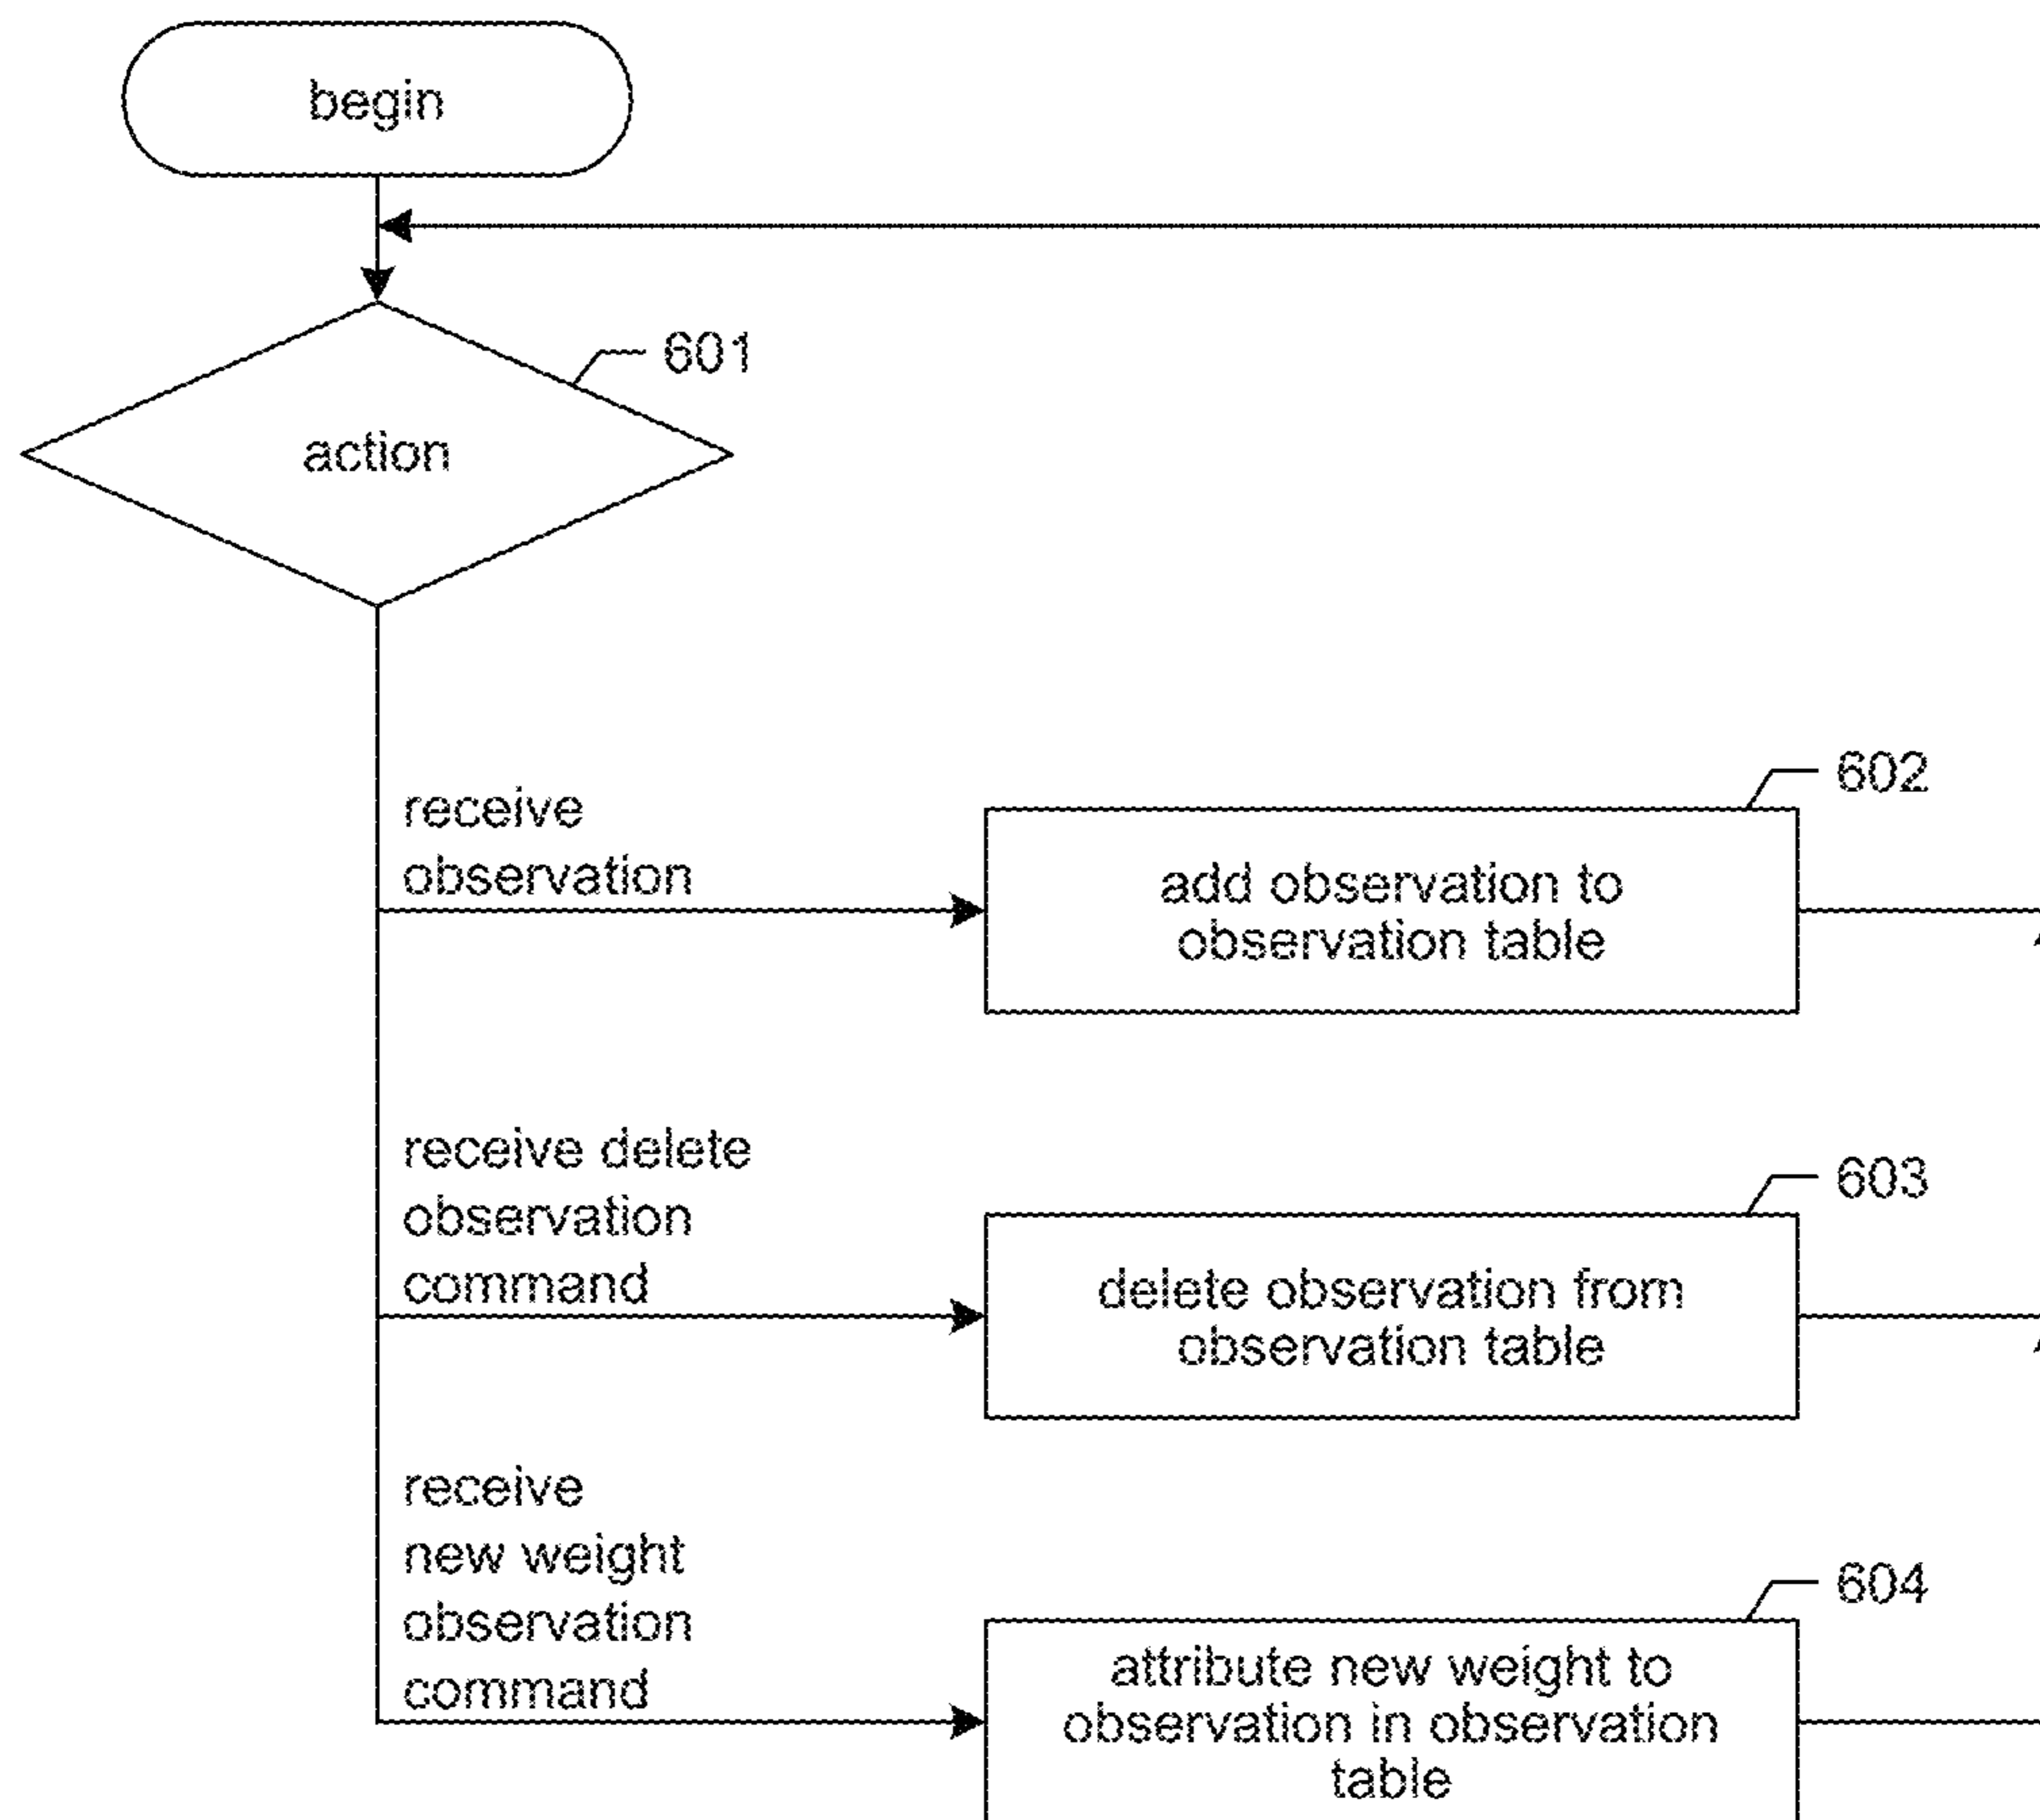 begin
601
action
receive
observation
602
add observation to
observation table
receive delete
observation
command
603
delete observation from
observation table
receive
new weight
observation
command
604
attribute new weight to
observation in observation
table